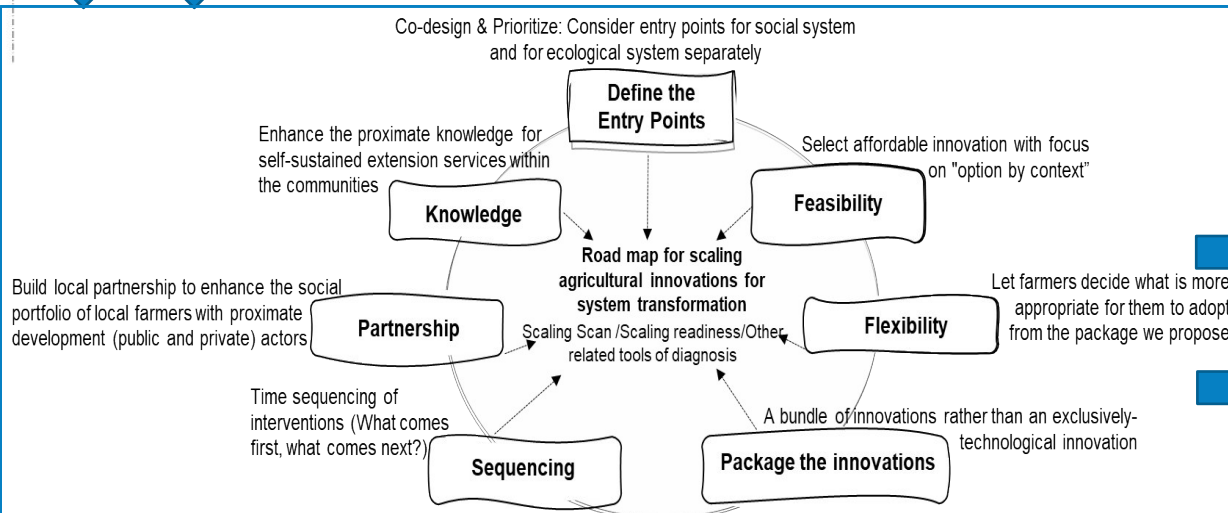 Co-design & Prioritize: Consider entry points for social system
and for ecological system separately
Define the
Entry Points
Enhance the proximate knowledge for
self-sustained extension services within
the communities
Knowledge
Select affordable innovation with focus
on "option by context”
Feasibility
Road map for scaling
agricultural innovations for
system transformation
Scaling Scan /Scaling readiness/Other
related tools of diagnosis
Build local partnership to enhance the social
portfolio of local farmers with proximate
development (public and private) actors
Partnership
Let farmers decide what is more
appropriate for them to adopt
from the package we propose
Flexibility
Time sequencing of
interventions (What comes
first, what comes next?)
Sequencing
A bundle of innovations rather than an exclusively-
technological innovation
Package the innovations